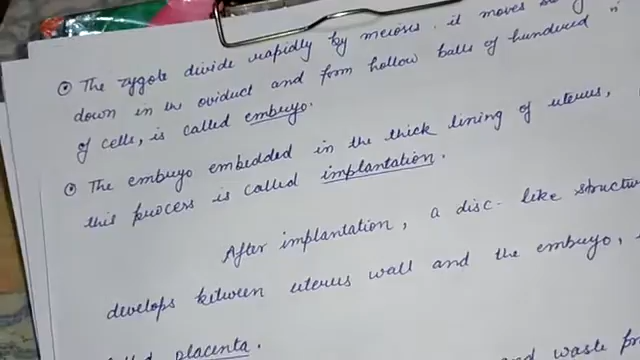 The zygote divide rapidly by meiosis, it moves
down in the oviduct and form hollow balls of hundred
of cells, is called embryo.
The embryo embedded in the thick lining of uterus,
this process is called implantation.
After implantation, a disc-like
develops between uterus wall and the embryo,
placenta.
and waste